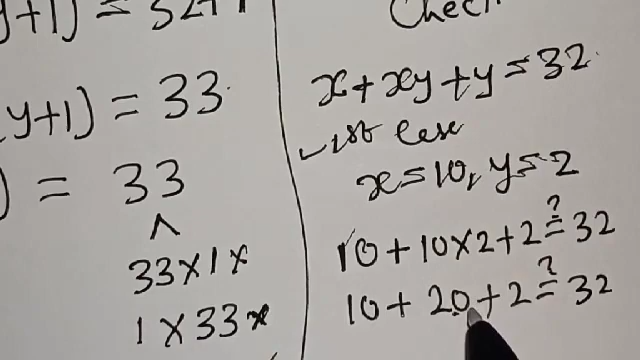 y+1) = 32+1
(y+1) = 33
) = 33
^
33×1×
1×33×
Check
x+xy+y=32
✓1st Case
x=10, y=2
10+10×2+2≟32
10+20+2≟32